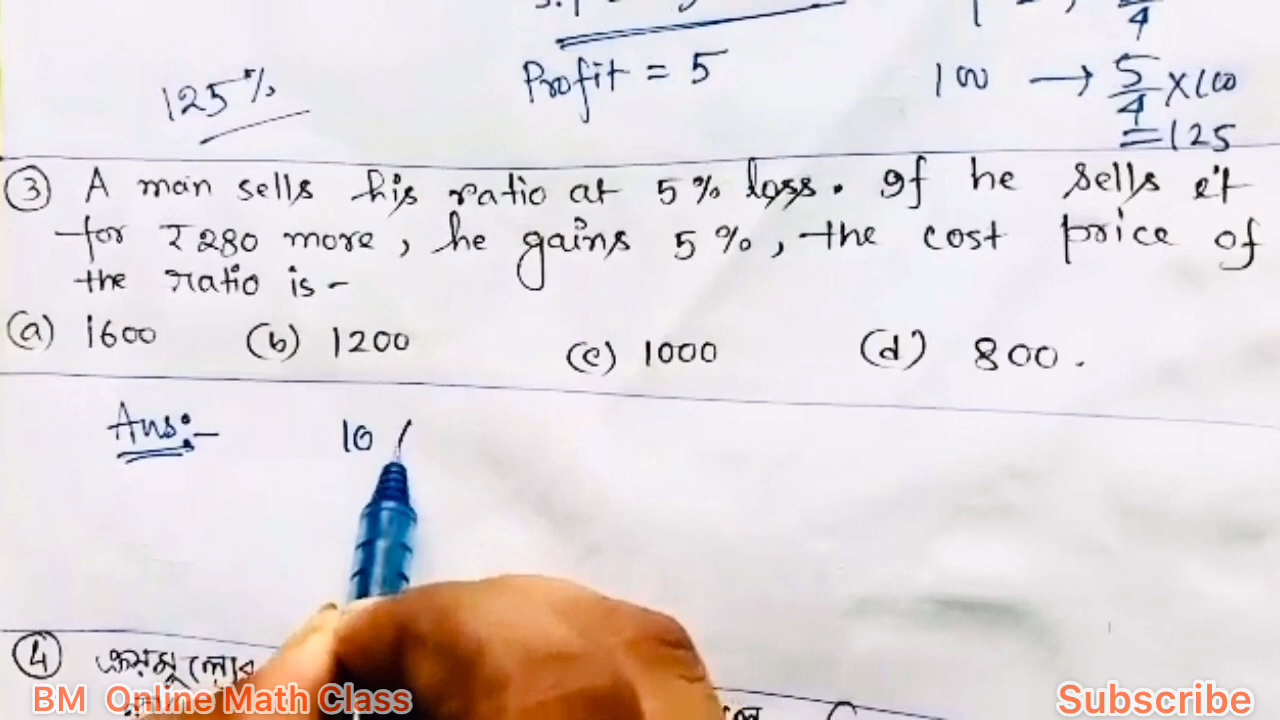 Profit = 5
100 → 5/4 × 100
= 125
125%
③ A man sells his ratio at 5% loss. If he sells it
for ₹280 more, he gains 5%, the cost price of
the ratio is -
(a) 1600 (b) 1200 (c) 1000 (d) 800.
Ans:- 10
④ ক্রয়মূল্যের
BM Online Math Class
Subscribe